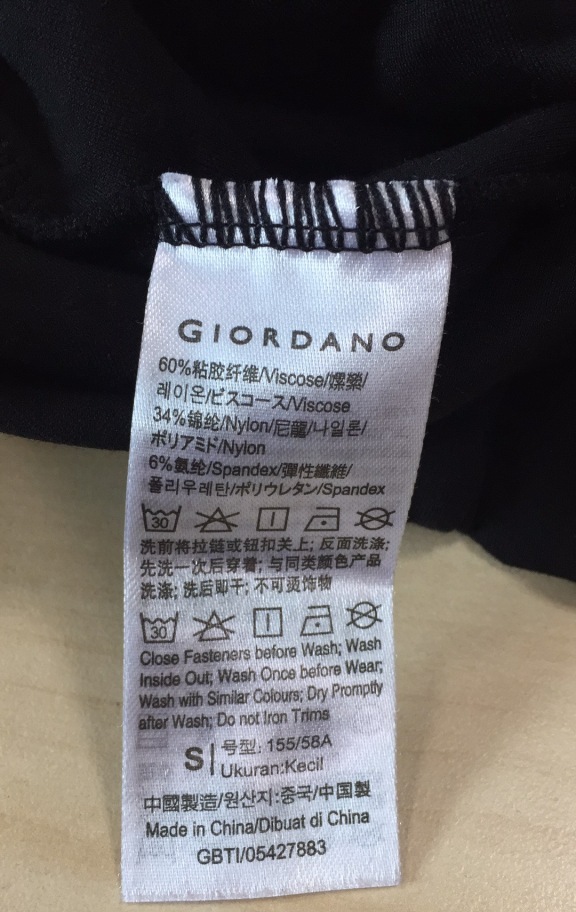 GIORDANO
60%粘胶纤维/Viscose/嫘縈/
레이온/ビスコース/Viscose
34%锦纶/Nylon/尼龍/나일론/
ポリアミド/Nylon
6%氨纶/Spandex/彈性纖維/
폴리우레탄/ポリウレタン/Spandex
30
洗前将拉链或钮扣关上; 反面洗涤;
先洗一次后穿着; 与同类颜色产品
洗涤; 洗后即干; 不可烫饰物
30
Close Fasteners before Wash; Wash
Inside Out; Wash Once before Wear;
Wash with Similar Colours; Dry Promptly
after Wash; Do not Iron Trims
S 号型: 155/58A
Ukuran:Kecil
中國製造/원산지:중국/中国製
Made in China/Dibuat di China
GBTI/05427883